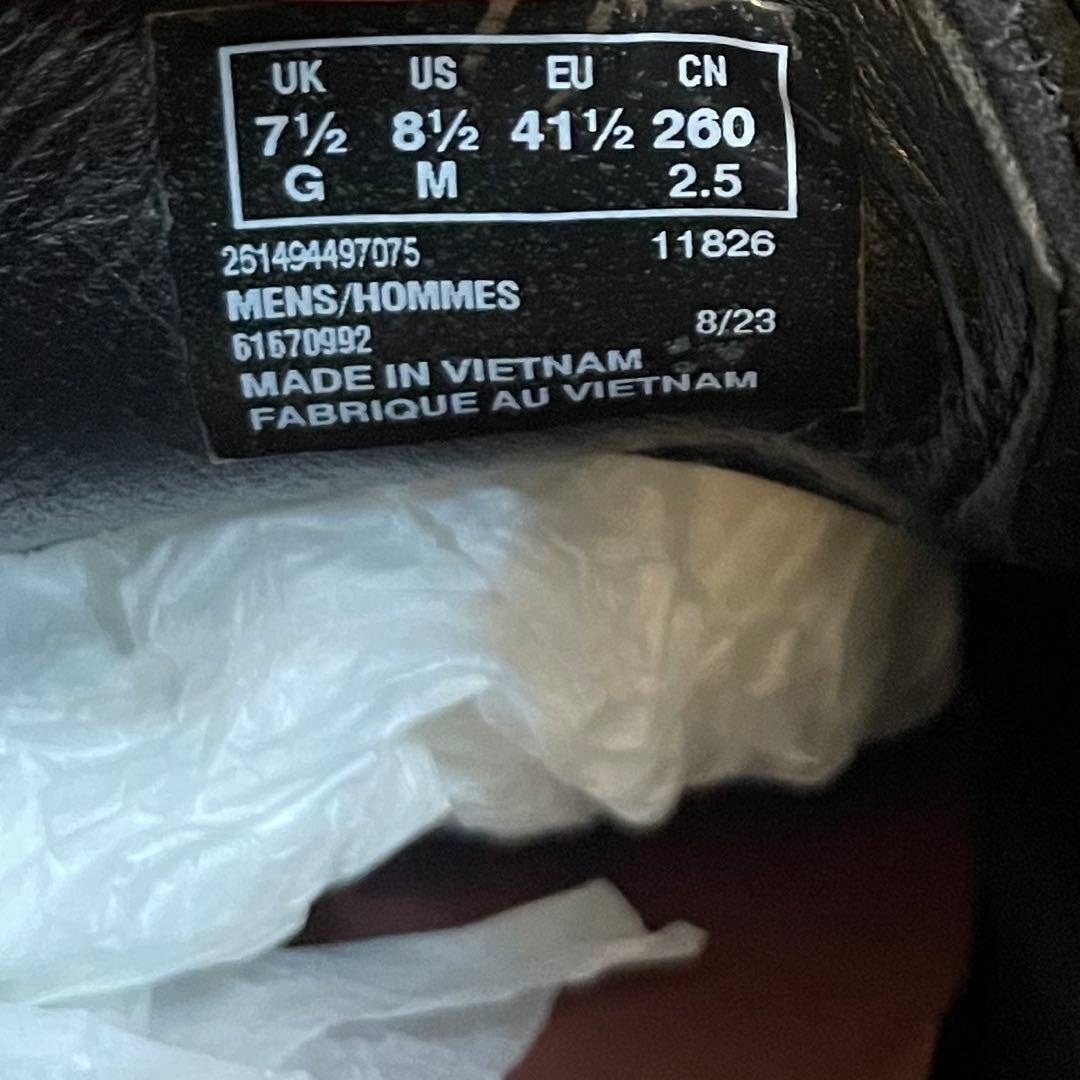 UK US EU CN
7½ 8½ 41½ 260
G M 2.5
261494497075 11826
MENS/HOMMES
61670992 8/23
MADE IN VIETNAM
FABRIQUE AU VIETNAM